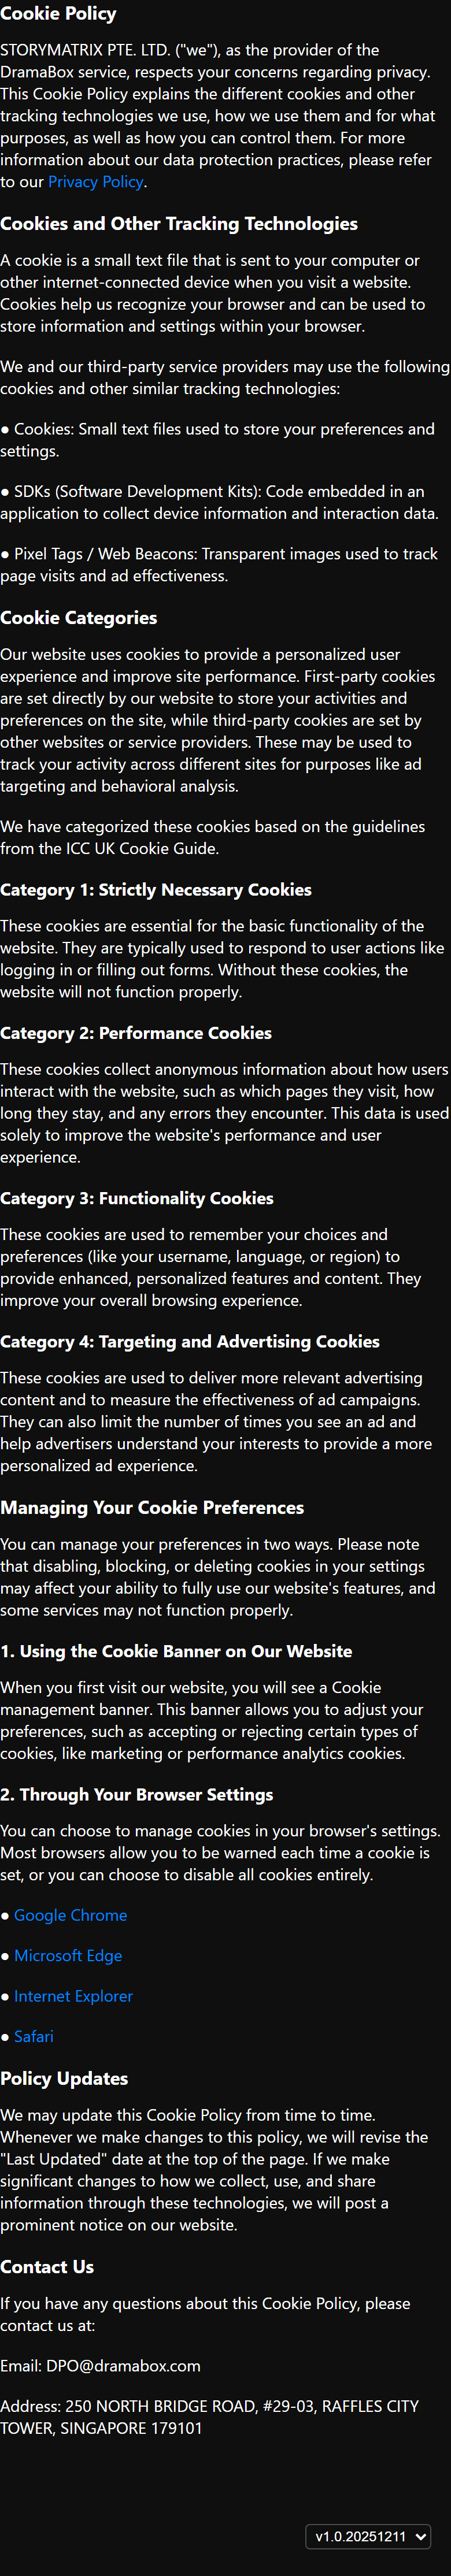 Cookie Policy
STORYMATRIX PTE. LTD. ("we"), as the provider of the
DramaBox service, respects your concerns regarding privacy.
This Cookie Policy explains the different cookies and other
tracking technologies we use, how we use them and for what
purposes, as well as how you can control them. For more
information about our data protection practices, please refer
to our Privacy Policy.
Cookies and Other Tracking Technologies
A cookie is a small text file that is sent to your computer or
other internet-connected device when you visit a website.
Cookies help us recognize your browser and can be used to
store information and settings within your browser.
We and our third-party service providers may use the following
cookies and other similar tracking technologies:
● Cookies: Small text files used to store your preferences and
settings.
● SDKs (Software Development Kits): Code embedded in an
application to collect device information and interaction data.
● Pixel Tags / Web Beacons: Transparent images used to track
page visits and ad effectiveness.
Cookie Categories
Our website uses cookies to provide a personalized user
experience and improve site performance. First-party cookies
are set directly by our website to store your activities and
preferences on the site, while third-party cookies are set by
other websites or service providers. These may be used to
track your activity across different sites for purposes like ad
targeting and behavioral analysis.
We have categorized these cookies based on the guidelines
from the ICC UK Cookie Guide.
Category 1: Strictly Necessary Cookies
These cookies are essential for the basic functionality of the
website. They are typically used to respond to user actions like
logging in or filling out forms. Without these cookies, the
website will not function properly.
Category 2: Performance Cookies
These cookies collect anonymous information about how users
interact with the website, such as which pages they visit, how
long they stay, and any errors they encounter. This data is used
solely to improve the website's performance and user
experience.
Category 3: Functionality Cookies
These cookies are used to remember your choices and
preferences (like your username, language, or region) to
provide enhanced, personalized features and content. They
improve your overall browsing experience.
Category 4: Targeting and Advertising Cookies
These cookies are used to deliver more relevant advertising
content and to measure the effectiveness of ad campaigns.
They can also limit the number of times you see an ad and
help advertisers understand your interests to provide a more
personalized ad experience.
Managing Your Cookie Preferences
You can manage your preferences in two ways. Please note
that disabling, blocking, or deleting cookies in your settings
may affect your ability to fully use our website's features, and
some services may not function properly.
1. Using the Cookie Banner on Our Website
When you first visit our website, you will see a Cookie
management banner. This banner allows you to adjust your
preferences, such as accepting or rejecting certain types of
cookies, like marketing or performance analytics cookies.
2. Through Your Browser Settings
You can choose to manage cookies in your browser's settings.
Most browsers allow you to be warned each time a cookie is
set, or you can choose to disable all cookies entirely.
● Google Chrome
● Microsoft Edge
● Internet Explorer
● Safari
Policy Updates
We may update this Cookie Policy from time to time.
Whenever we make changes to this policy, we will revise the
"Last Updated" date at the top of the page. If we make
significant changes to how we collect, use, and share
information through these technologies, we will post a
prominent notice on our website.
Contact Us
If you have any questions about this Cookie Policy, please
contact us at:
Email: DPO@dramabox.com
Address: 250 NORTH BRIDGE ROAD, #29-03, RAFFLES CITY
TOWER, SINGAPORE 179101
v1.0.20251211